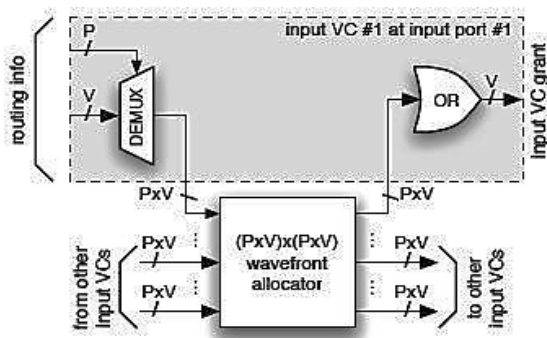 P
input VC #1 at input port #1
routing info
V
DEMUX
OR
V
input VC grant
PxV
PxV
(PxV)x(PxV)
wavefront
allocator
from other
input VCs
PxV
PxV
PxV
PxV
to other
input VCs